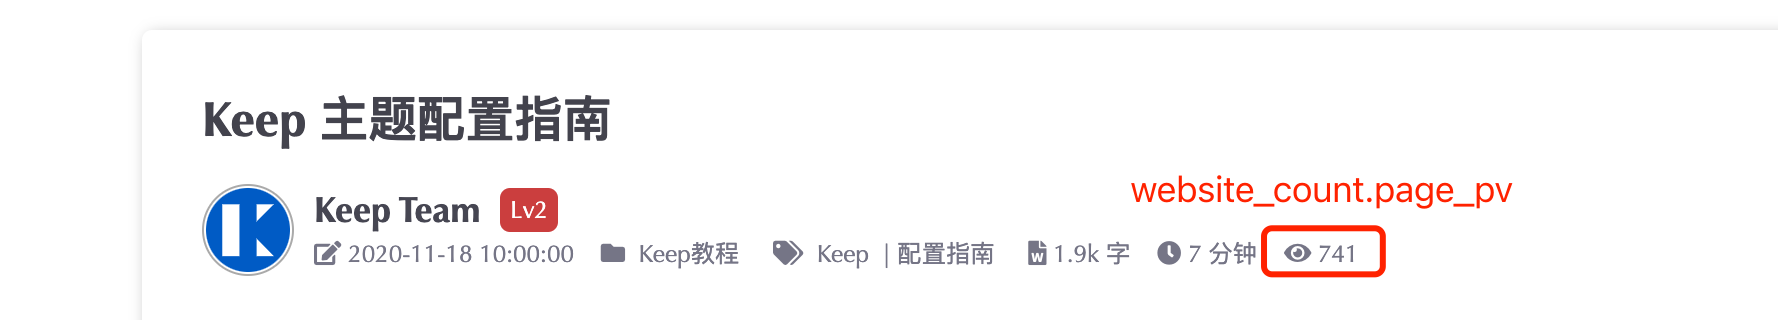 Keep 主题配置指南
website_count.page_pv
Keep Team Lv2
2020-11-18 10:00:00 Keep教程 Keep | 配置指南 1.9k 字 7 分钟 741